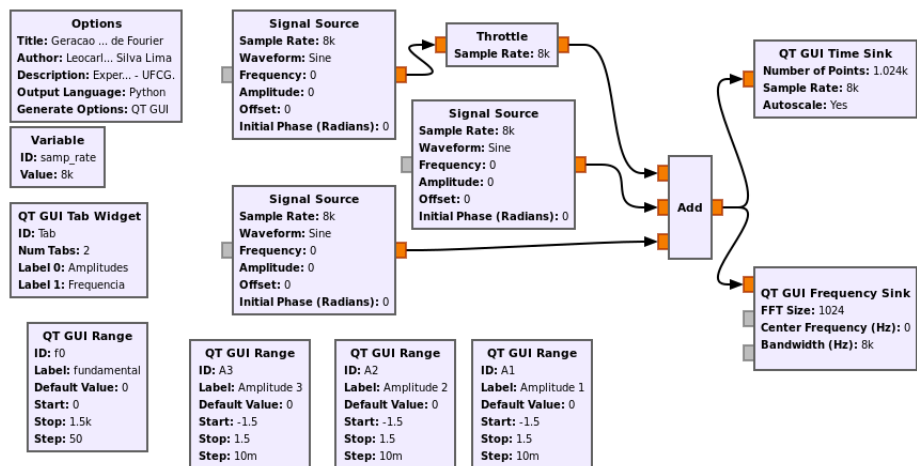 Options
Title: Geracao ... de Fourier
Author: Leocarl... Silva Lima
Description: Exper... - UFCG.
Output Language: Python
Generate Options: QT GUI
Variable
ID: samp_rate
Value: 8k
QT GUI Tab Widget
ID: Tab
Num Tabs: 2
Label 0: Amplitudes
Label 1: Frequencia
QT GUI Range
ID: f0
Label: fundamental
Default Value: 0
Start: 0
Stop: 1.5k
Step: 50
Signal Source
Sample Rate: 8k
Waveform: Sine
Frequency: 0
Amplitude: 0
Offset: 0
Initial Phase (Radians): 0
Throttle
Sample Rate: 8k
Signal Source
Sample Rate: 8k
Waveform: Sine
Frequency: 0
Amplitude: 0
Offset: 0
Initial Phase (Radians): 0
Signal Source
Sample Rate: 8k
Waveform: Sine
Frequency: 0
Amplitude: 0
Offset: 0
Initial Phase (Radians): 0
Add
QT GUI Time Sink
Number of Points: 1.024k
Sample Rate: 8k
Autoscale: Yes
QT GUI Frequency Sink
FFT Size: 1024
Center Frequency (Hz): 0
Bandwidth (Hz): 8k
QT GUI Range
ID: A3
Label: Amplitude 3
Default Value: 0
Start: -1.5
Stop: 1.5
Step: 10m
QT GUI Range
ID: A2
Label: Amplitude 2
Default Value: 0
Start: -1.5
Stop: 1.5
Step: 10m
QT GUI Range
ID: A1
Label: Amplitude 1
Default Value: 0
Start: -1.5
Stop: 1.5
Step: 10m